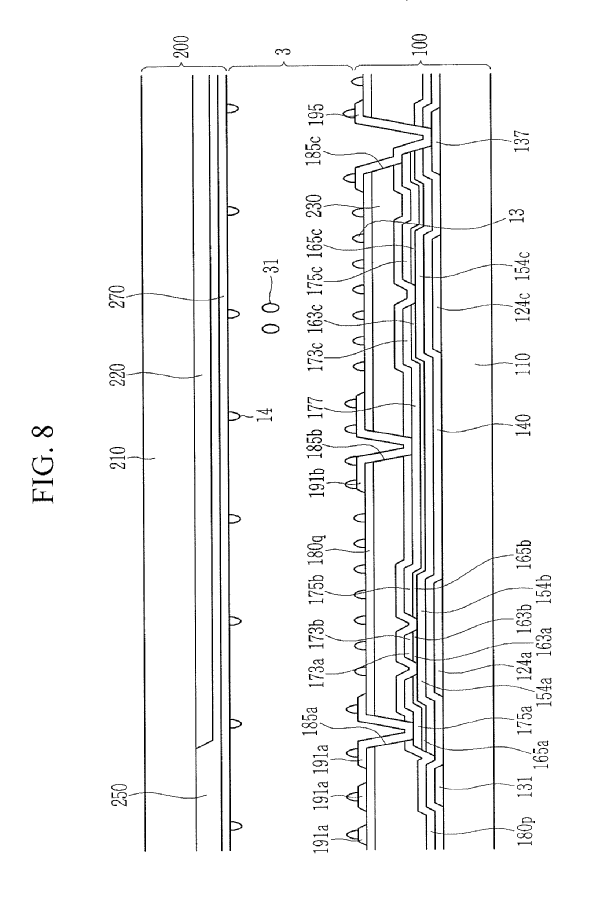 FIG. 8
200
3
100
210
220
270
250
14
31
195
185c
230
13
165c
175c
163c
173c
177
185b
191b
180q
175b
173b
173a
185a
191a
191a
191a
137
154c
124c
110
140
165b
154b
163b
163a
124a
154a
175a
165a
131
180p